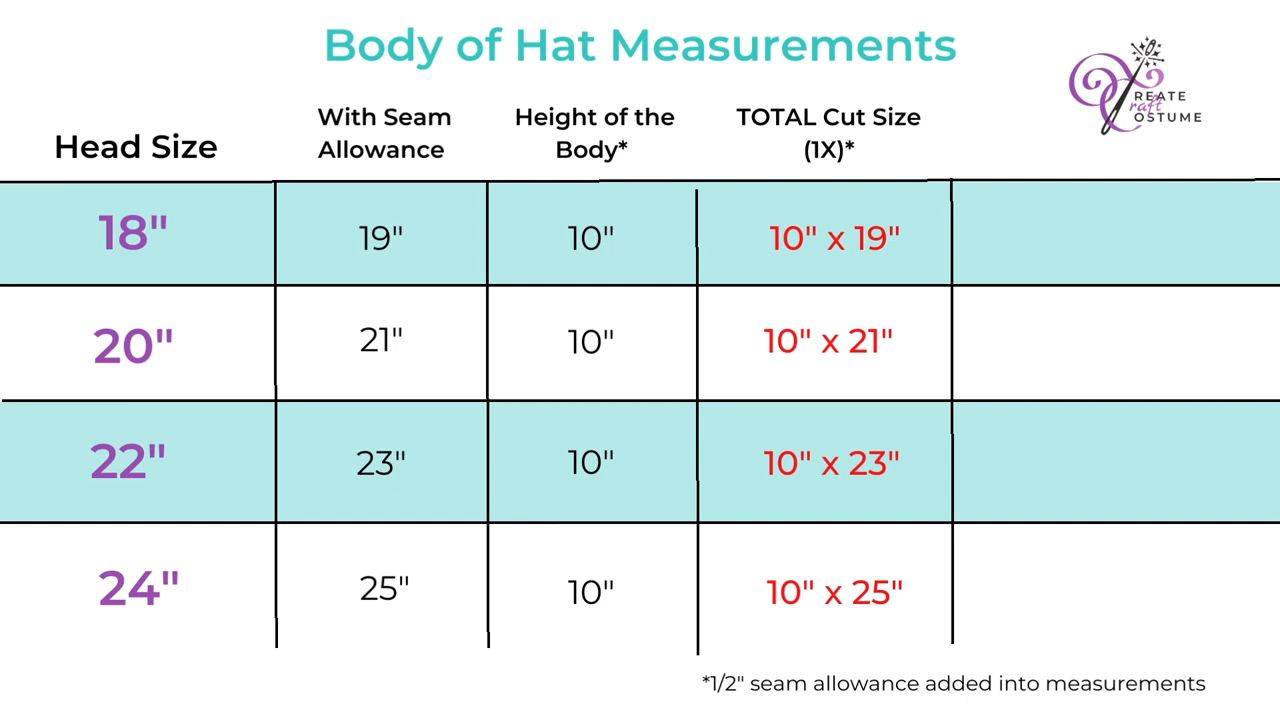 Body of Hat Measurements
REATE
raft
OSTUME
Head Size
With Seam
Allowance
Height of the
Body*
TOTAL Cut Size
(1X)*
18" 19" 10" 10" x 19"
20" 21" 10" 10" x 21"
22" 23" 10" 10" x 23"
24" 25" 10" 10" x 25"
*1/2" seam allowance added into measurements